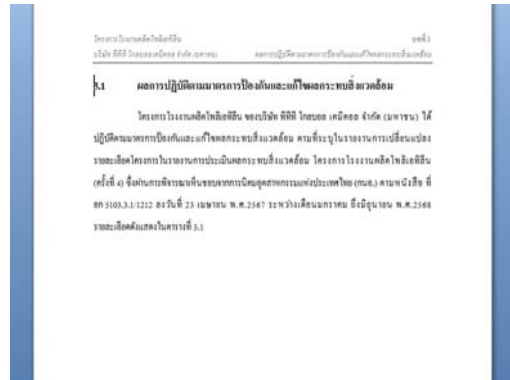 โครงการโรงงานผลิตโพลิเอทิลีน บทที่ 3
บริษัท พีทีที โกลบอล เคมิคอล จำกัด (มหาชน) ผลการปฏิบัติตามมาตรการป้องกันและแก้ไขผลกระทบสิ่งแวดล้อม
3.1 ผลการปฏิบัติตามมาตรการป้องกันและแก้ไขผลกระทบสิ่งแวดล้อม
โครงการโรงงานผลิตโพลิเอทิลีน ของบริษัท พีทีที โกลบอล เคมิคอล จำกัด (มหาชน) ได้
ปฏิบัติตามมาตรการป้องกันและแก้ไขผลกระทบสิ่งแวดล้อม ตามที่ระบุในรายงานการเปลี่ยนแปลง
รายละเอียดโครงการในรายงานการประเมินผลกระทบสิ่งแวดล้อม โครงการโรงงานผลิตโพลิเอทิลีน
(ครั้งที่ 4) ซึ่งผ่านการพิจารณาเห็นชอบจากการนิคมอุตสาหกรรมแห่งประเทศไทย (กนอ.) ตามหนังสือ ที่
อก 5103.3.1/1212 ลงวันที่ 23 เมษายน พ.ศ.2567 ระหว่างเดือนมกราคม ถึงมิถุนายน พ.ศ.2568
รายละเอียดดังแสดงในตารางที่ 3.1